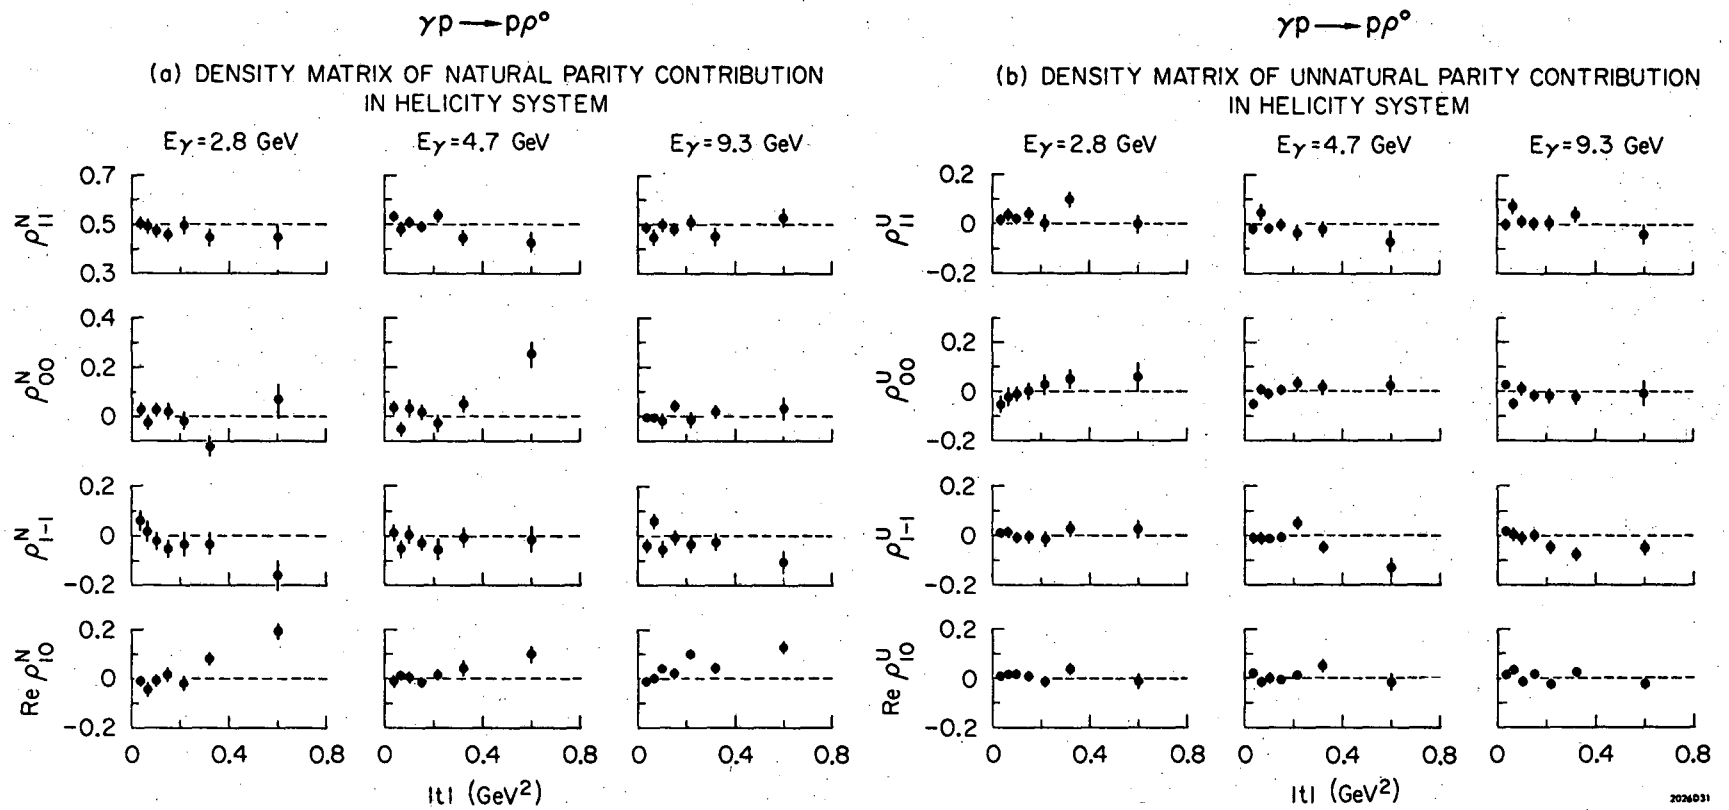 γp → pρ°
(a) DENSITY MATRIX OF NATURAL PARITY CONTRIBUTION
IN HELICITY SYSTEM
Eγ=2.8 GeV Eγ=4.7 GeV Eγ=9.3 GeV
ρ^N_11
0.7
0.5
0.3
ρ^N_00
0.4
0.2
0
ρ^N_1-1
0.2
0
-0.2
Re ρ^N_10
0.2
0
-0.2
0 0.4 0.8 0 0.4 0.8 0 0.4 0.8
|t| (GeV²)
γp → pρ°
(b) DENSITY MATRIX OF UNNATURAL PARITY CONTRIBUTION
IN HELICITY SYSTEM
Eγ=2.8 GeV Eγ=4.7 GeV Eγ=9.3 GeV
ρ^U_11
0.2
0
-0.2
ρ^U_00
0.2
0
-0.2
ρ^U_1-1
0.2
0
-0.2
Re ρ^U_10
0.2
0
-0.2
0 0.4 0.8 0 0.4 0.8 0 0.4 0.8
|t| (GeV²)
2026D31